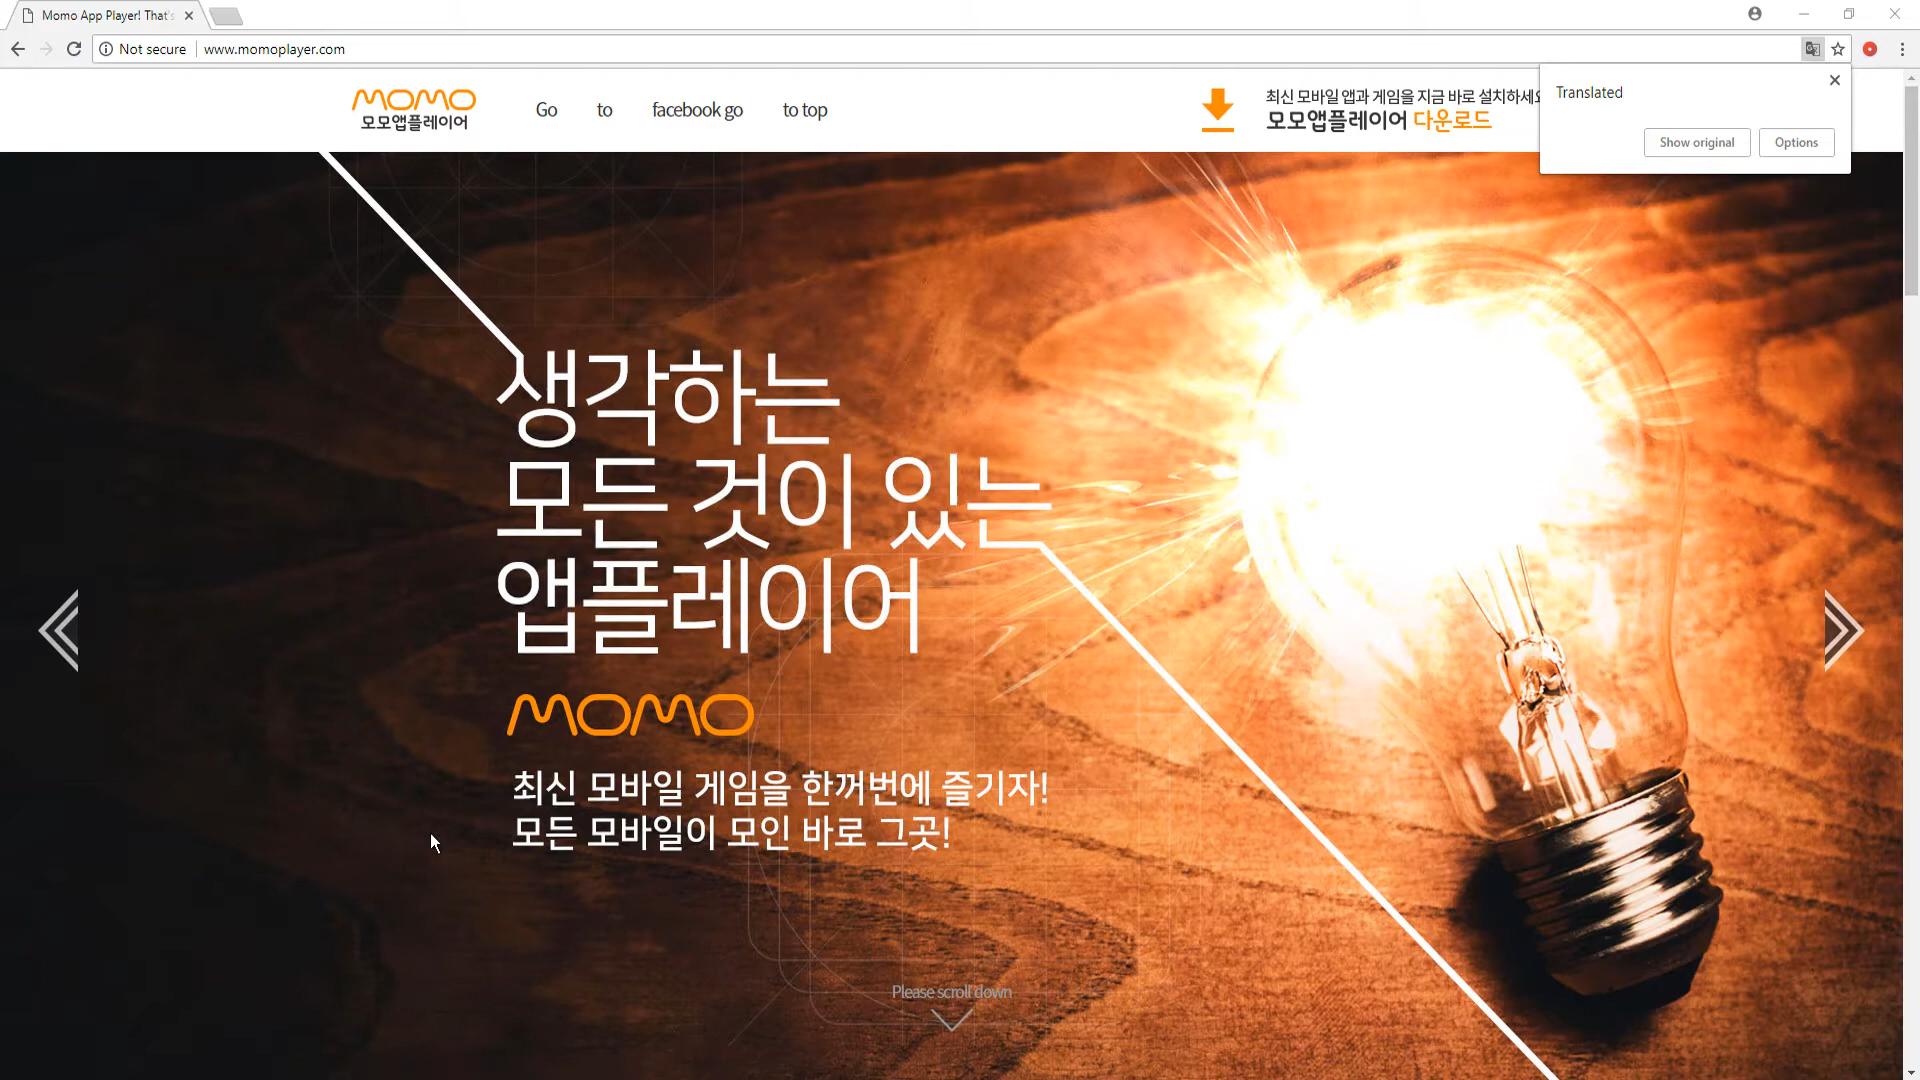 Momo App Player! That's
Not secure
www.momoplayer.com
MOMO
모모앱플레이어
Go to facebook go to top
최신 모바일 앱과 게임을 지금 바로 설치하세요
모모앱플레이어 다운로드
Translated
Show original
Options
생각하는
모든 것이 있는
앱플레이어
MOMO
최신 모바일 게임을 한꺼번에 즐기자!
모든 모바일이 모인 바로 그곳!
Please scroll down